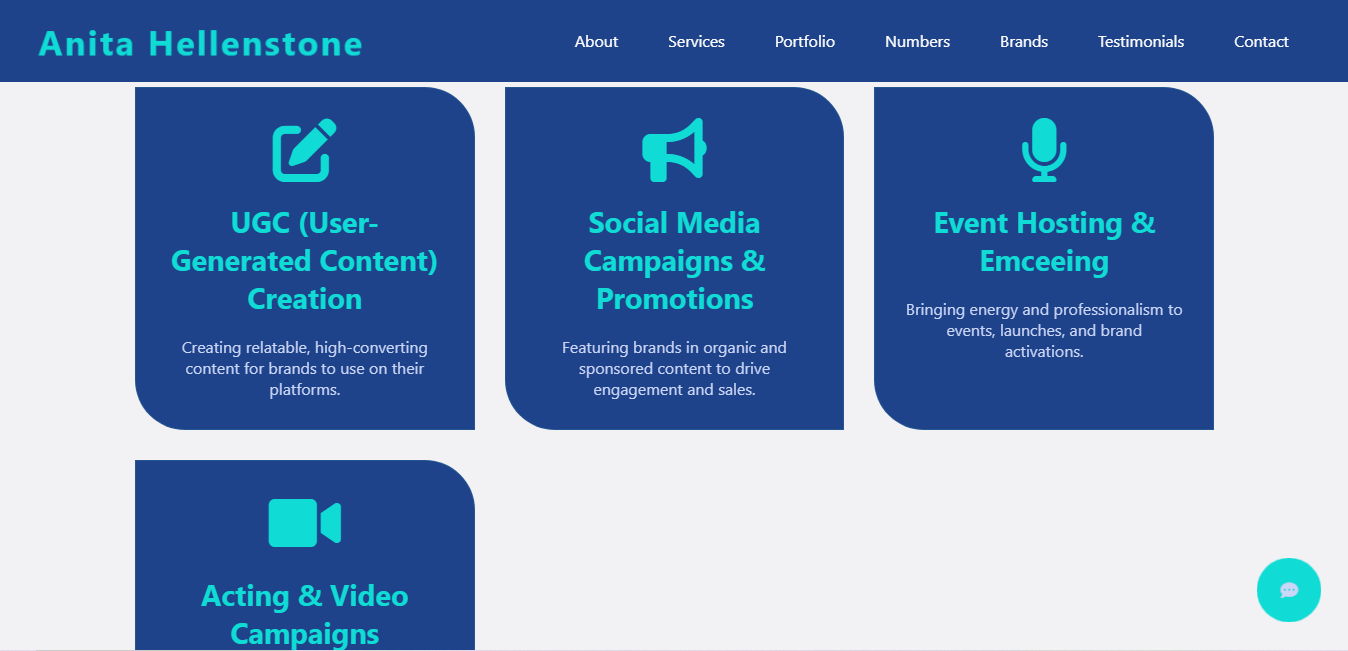 Anita Hellenstone
About Services Portfolio Numbers Brands Testimonials Contact
UGC (User-
Generated Content)
Creation
Creating relatable, high-converting
content for brands to use on their
platforms.
Social Media
Campaigns &
Promotions
Featuring brands in organic and
sponsored content to drive
engagement and sales.
Event Hosting &
Emceeing
Bringing energy and professionalism to
events, launches, and brand
activations.
Acting & Video
Campaigns